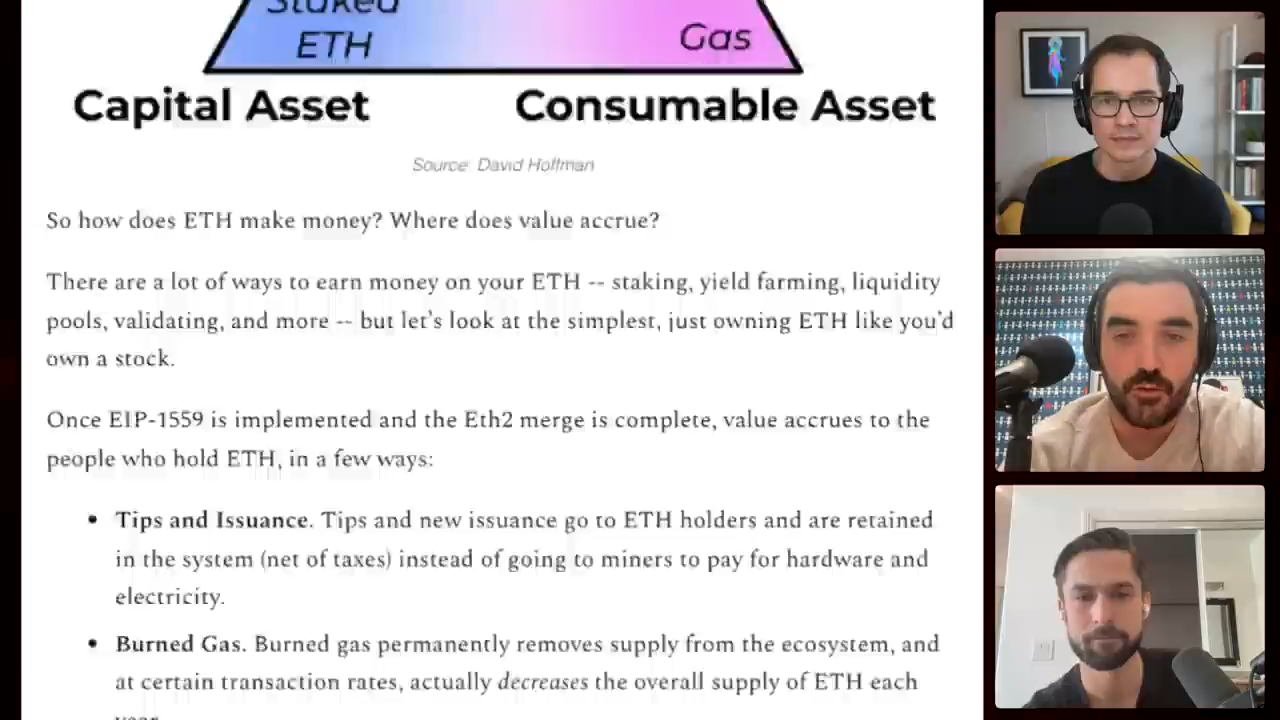 Staked
ETH
Gas
Capital Asset
Consumable Asset
Source: David Hoffman
So how does ETH make money? Where does value accrue?
There are a lot of ways to earn money on your ETH -- staking, yield farming, liquidity
pools, validating, and more -- but let's look at the simplest, just owning ETH like you'd
own a stock.
Once EIP-1559 is implemented and the Eth2 merge is complete, value accrues to the
people who hold ETH, in a few ways:
• Tips and Issuance. Tips and new issuance go to ETH holders and are retained
in the system (net of taxes) instead of going to miners to pay for hardware and
electricity.
• Burned Gas. Burned gas permanently removes supply from the ecosystem, and
at certain transaction rates, actually decreases the overall supply of ETH each
year.